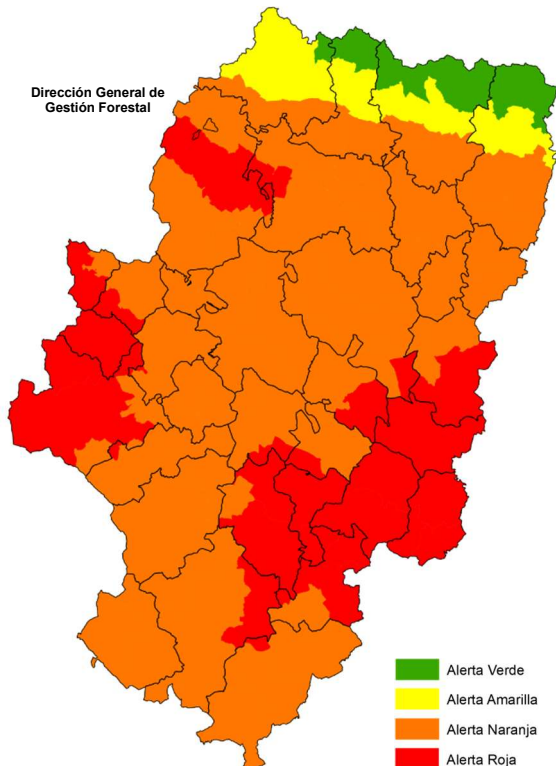 Dirección General de
Gestión Forestal
Alerta Verde
Alerta Amarilla
Alerta Naranja
Alerta Roja